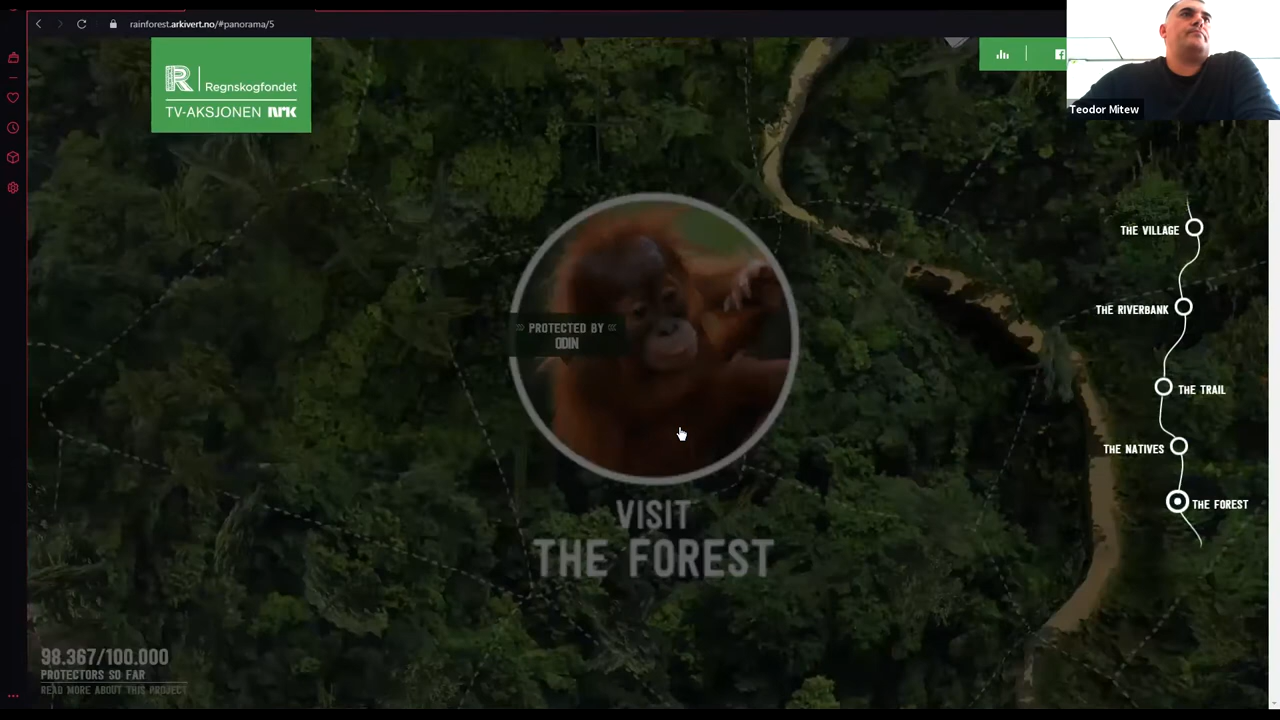 rainforest.arkivert.no/#panorama/5
R Regnskogfondet
TV-AKSJONEN NRK
Teodor Mitew
THE VILLAGE
THE RIVERBANK
THE TRAIL
THE NATIVES
THE FOREST
PROTECTED BY
ODIN
VISIT
THE FOREST
98.367/100.000
PROTECTORS SO FAR
READ MORE ABOUT THIS PROJECT